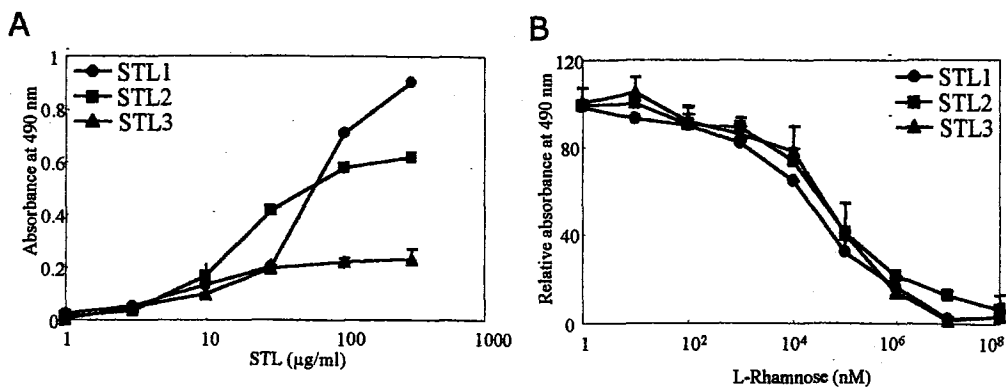 A
Absorbance at 490 nm
1
0.8
0.6
0.4
0.2
0
STL1
STL2
STL3
1
10
100
1000
STL (µg/ml)
B
Relative absorbance at 490 nm
120
80
40
0
STL1
STL2
STL3
1
10²
10⁴
10⁶
10⁸
L-Rhamnose (nM)